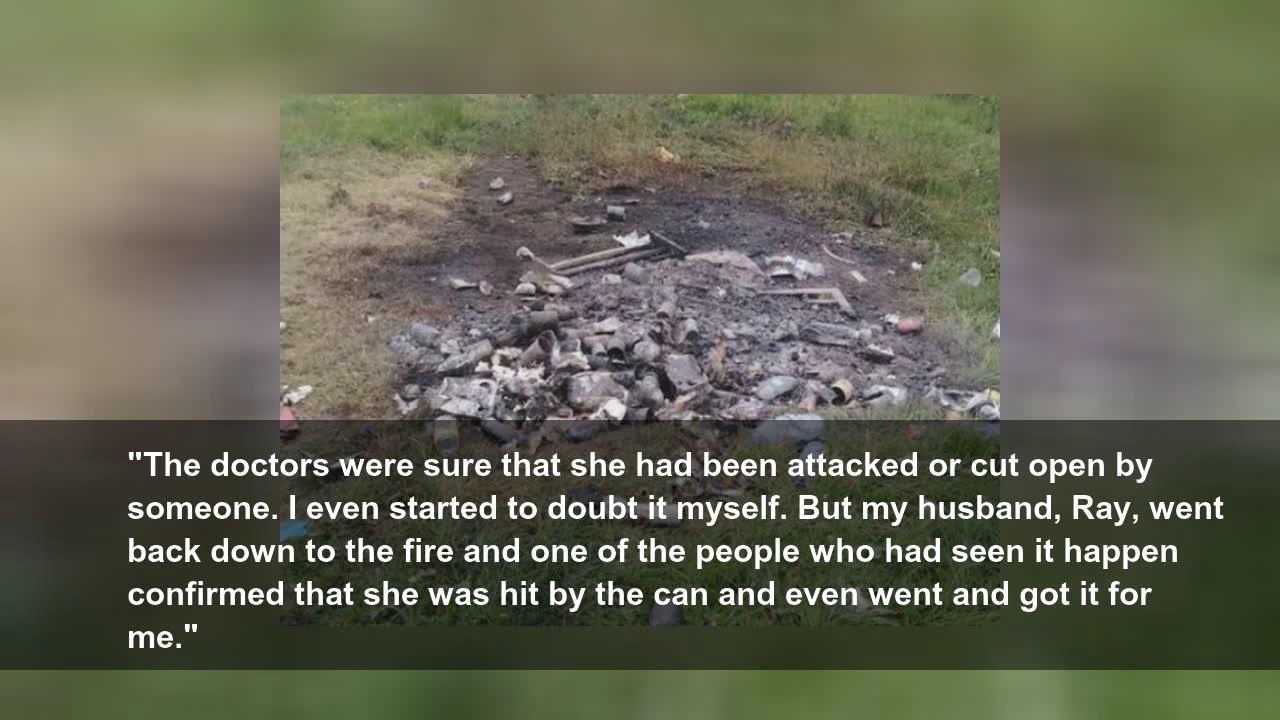 "The doctors were sure that she had been attacked or cut open by
someone. I even started to doubt it myself. But my husband, Ray, went
back down to the fire and one of the people who had seen it happen
confirmed that she was hit by the can and even went and got it for
me."